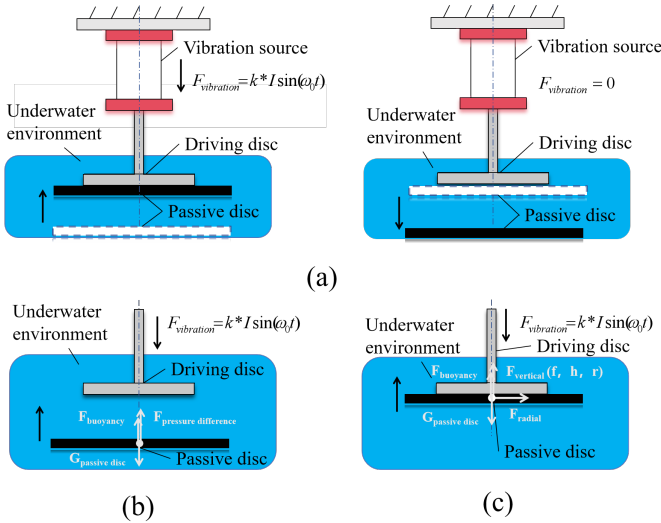 Vibration source
F_vibration=k*I sin(ω₀t)
Underwater
environment
Driving disc
Passive disc
Vibration source
F_vibration = 0
Underwater
environment
Driving disc
Passive disc
(a)
Underwater
environment
F_vibration=k*I sin(ω₀t)
Driving disc
F_buoyancy
F_pressure difference
G_passive disc
Passive disc
(b)
Underwater
environment
F_vibration=k*I sin(ω₀t)
Driving disc
F_buoyancy
F_vertical (f, h, r)
G_passive disc
F_radial
Passive disc
(c)